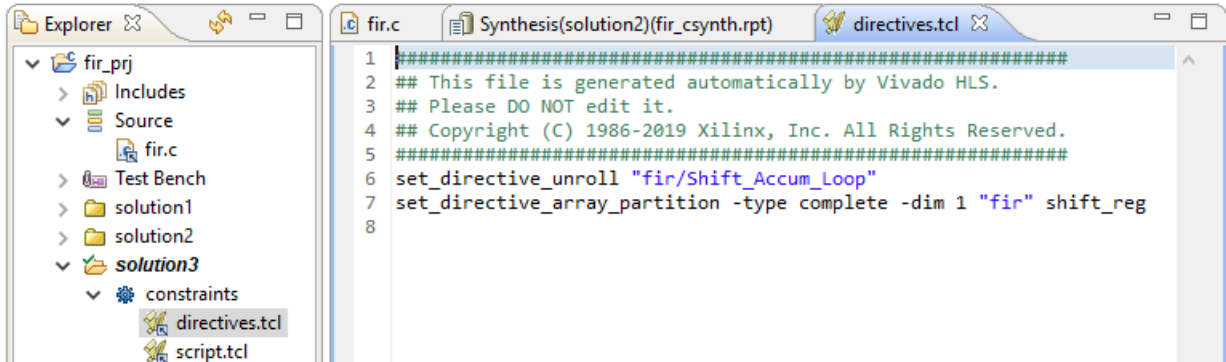 Explorer
fir_prj
Includes
Source
fir.c
Test Bench
solution1
solution2
solution3
constraints
directives.tcl
script.tcl
fir.c Synthesis(solution2)(fir_csynth.rpt) directives.tcl
1 ############################################################
2 ## This file is generated automatically by Vivado HLS.
3 ## Please DO NOT edit it.
4 ## Copyright (C) 1986-2019 Xilinx, Inc. All Rights Reserved.
5 ############################################################
6 set_directive_unroll "fir/Shift_Accum_Loop"
7 set_directive_array_partition -type complete -dim 1 "fir" shift_reg
8